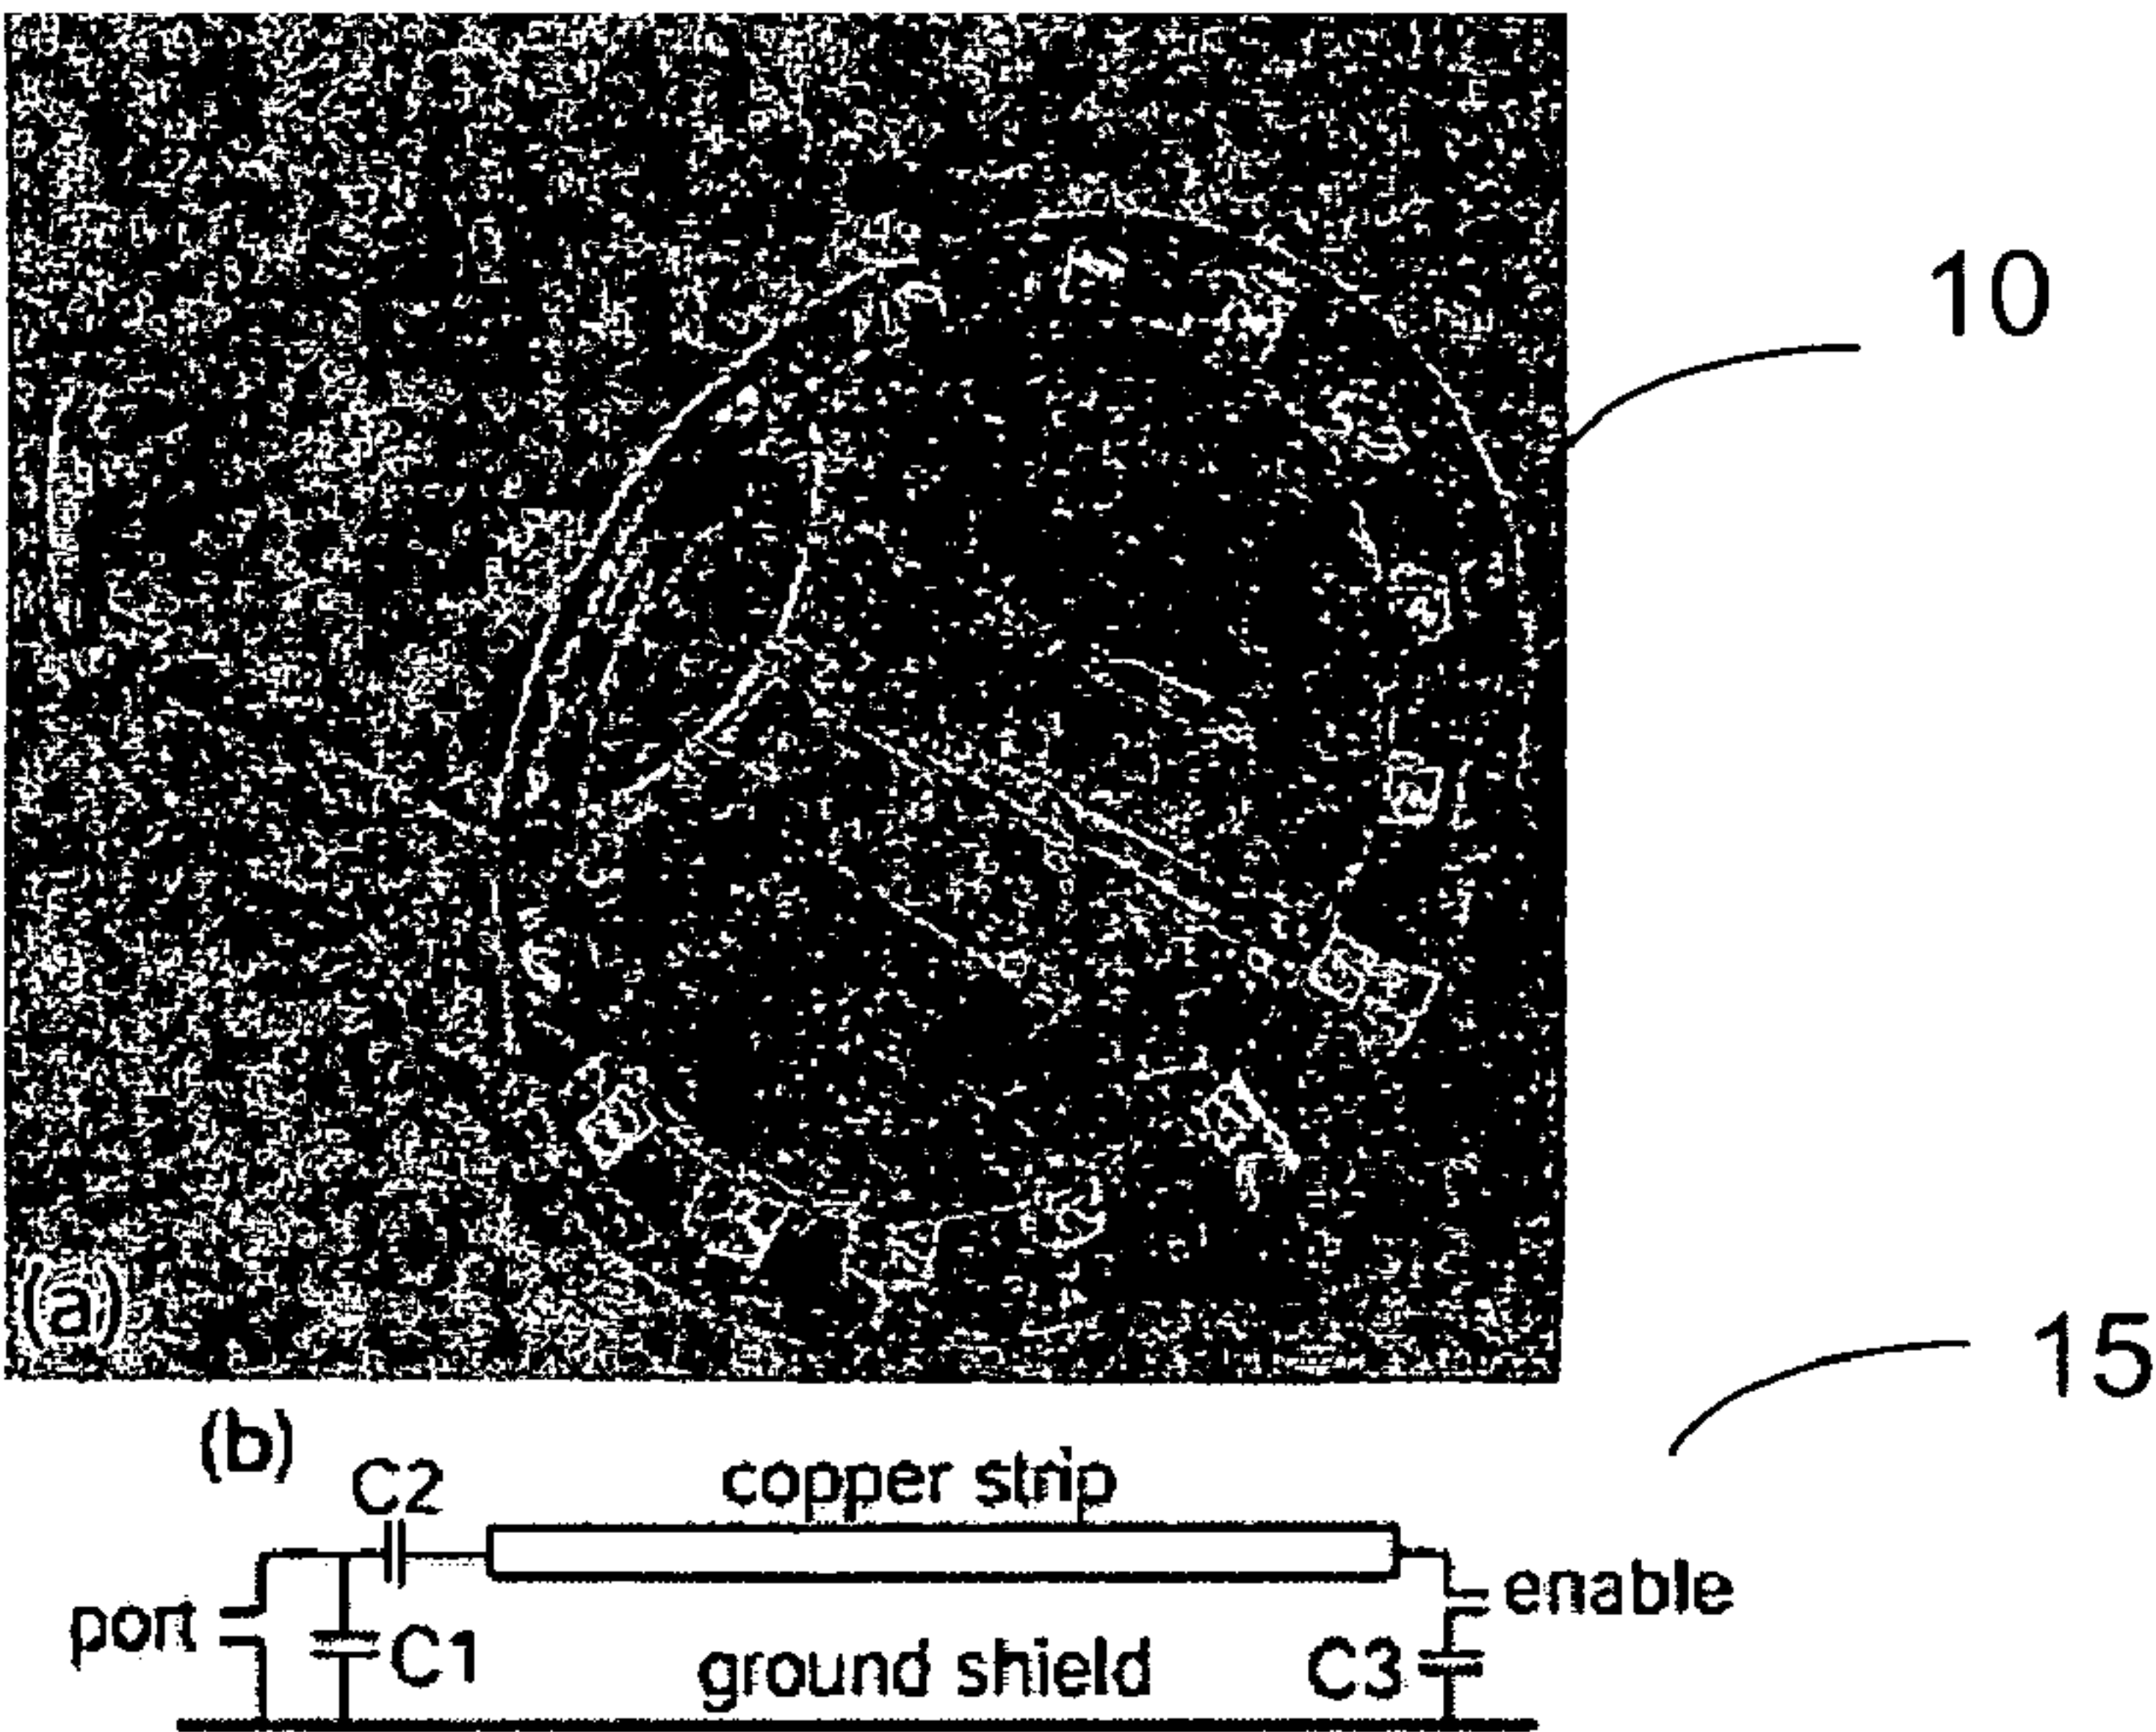 10
(a)
15
(b)
C2
copper strip
port
C1
ground shield
C3
enable